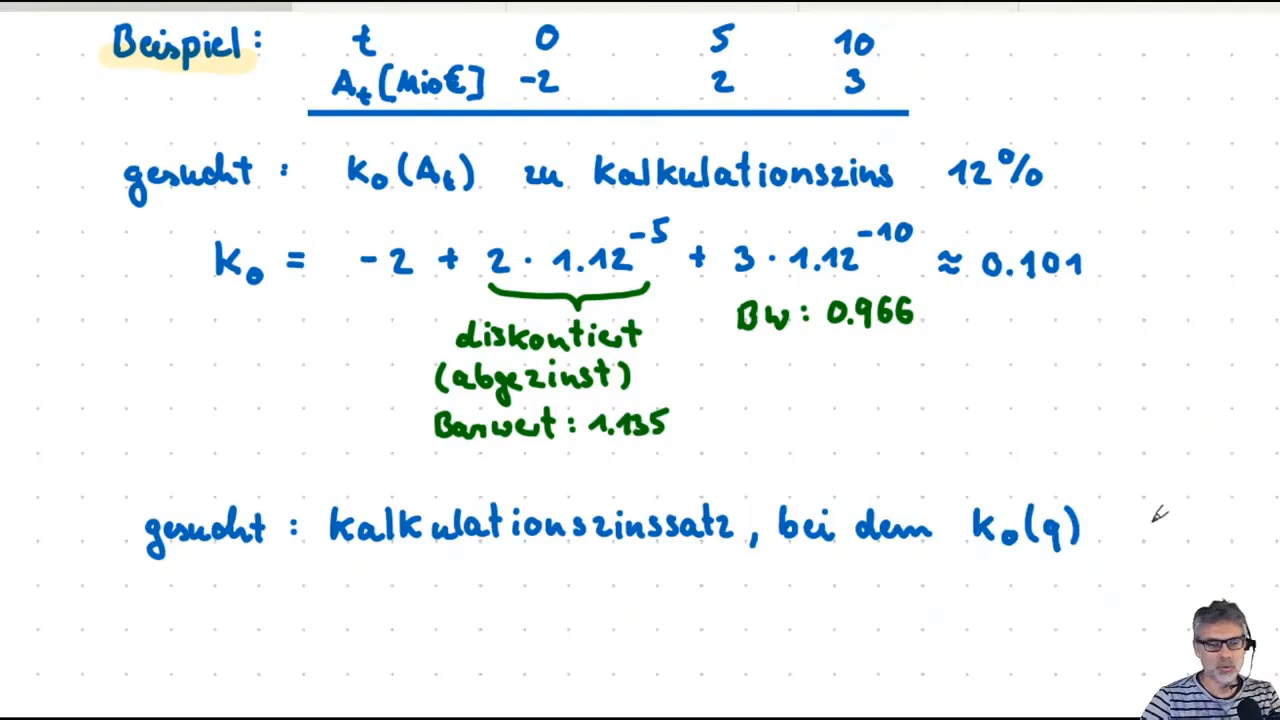 Beispiel: t 0 5 10
At [Mio€] -2 2 3
gesucht: K₀(At) zu Kalkulationszins 12%
K₀ = -2 + 2 · 1.12⁻⁵ + 3 · 1.12⁻¹⁰ ≈ 0.101
diskontiert
(abgezinst)
Barwert: 1.135
BW: 0.966
gesucht: Kalkulationszinssatz, bei dem K₀(q)